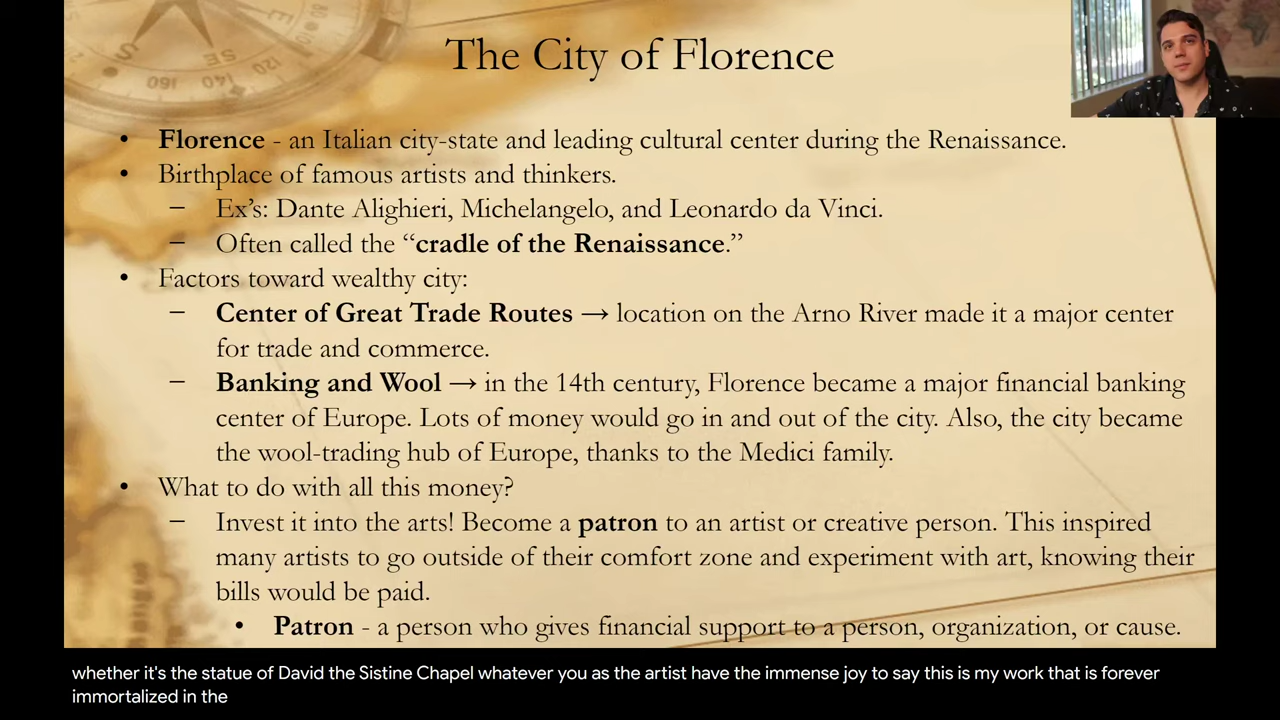 The City of Florence
• Florence - an Italian city-state and leading cultural center during the Renaissance.
• Birthplace of famous artists and thinkers.
– Ex's: Dante Alighieri, Michelangelo, and Leonardo da Vinci.
– Often called the “cradle of the Renaissance.”
• Factors toward wealthy city:
– Center of Great Trade Routes → location on the Arno River made it a major center
for trade and commerce.
– Banking and Wool → in the 14th century, Florence became a major financial banking
center of Europe. Lots of money would go in and out of the city. Also, the city became
the wool-trading hub of Europe, thanks to the Medici family.
• What to do with all this money?
– Invest it into the arts! Become a patron to an artist or creative person. This inspired
many artists to go outside of their comfort zone and experiment with art, knowing their
bills would be paid.
• Patron - a person who gives financial support to a person, organization, or cause.
whether it's the statue of David the Sistine Chapel whatever you as the artist have the immense joy to say this is my work that is forever
immortalized in the
S
SE
E
160
140
120